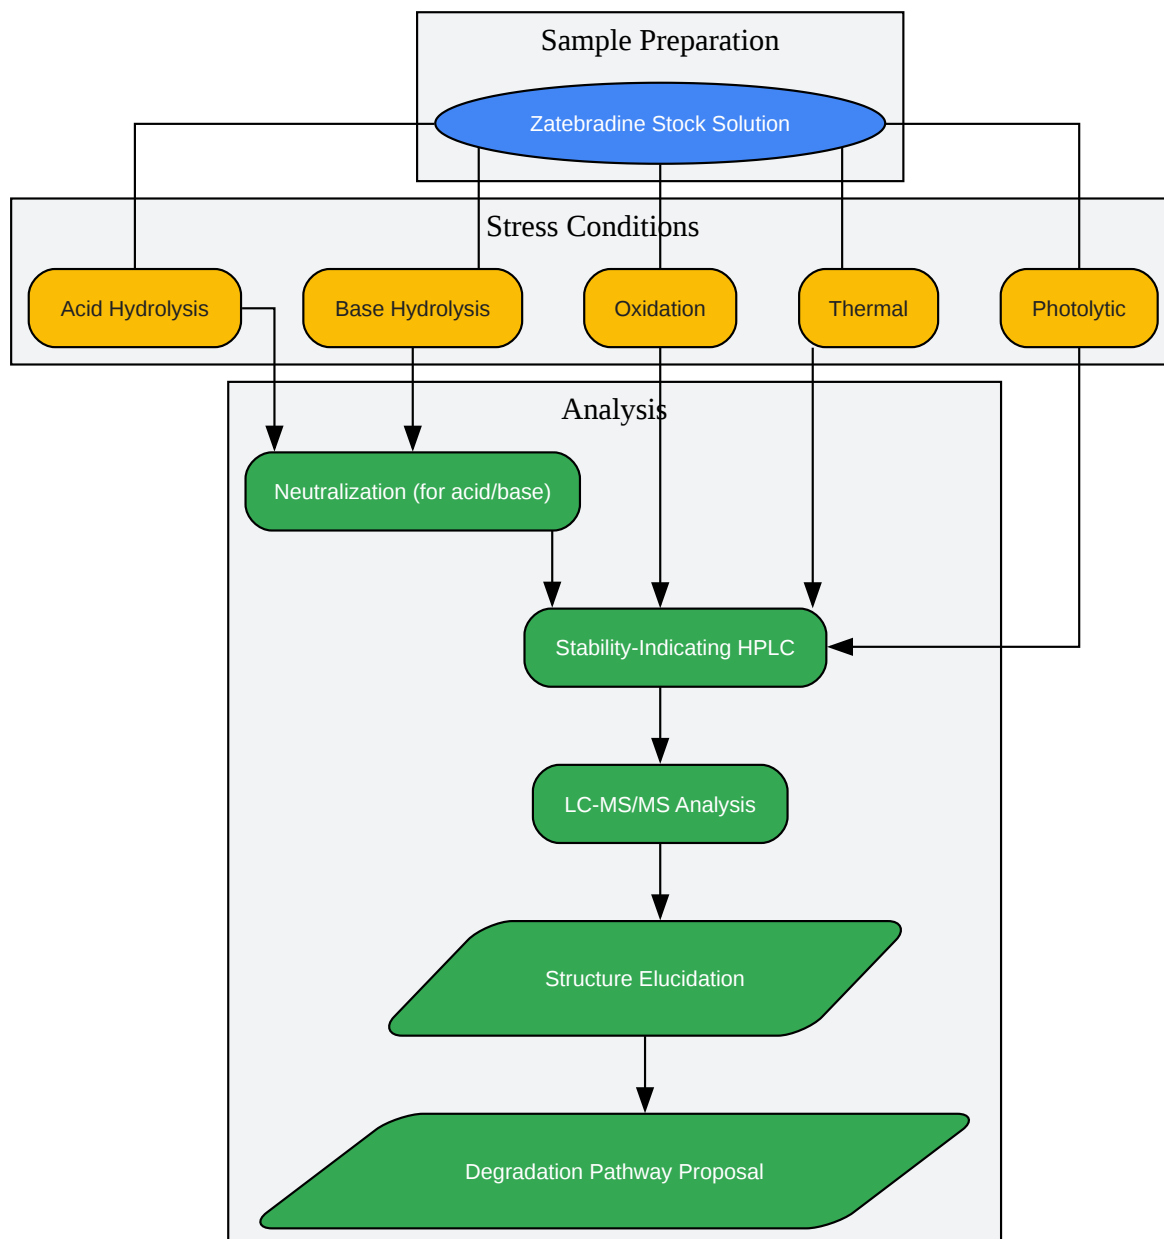 Sample Preparation
Zatebradine Stock Solution
Stress Conditions
Acid Hydrolysis
Base Hydrolysis
Oxidation
Thermal
Photolytic
Analysis
Neutralization (for acid/base)
Stability-Indicating HPLC
LC-MS/MS Analysis
Structure Elucidation
Degradation Pathway Proposal